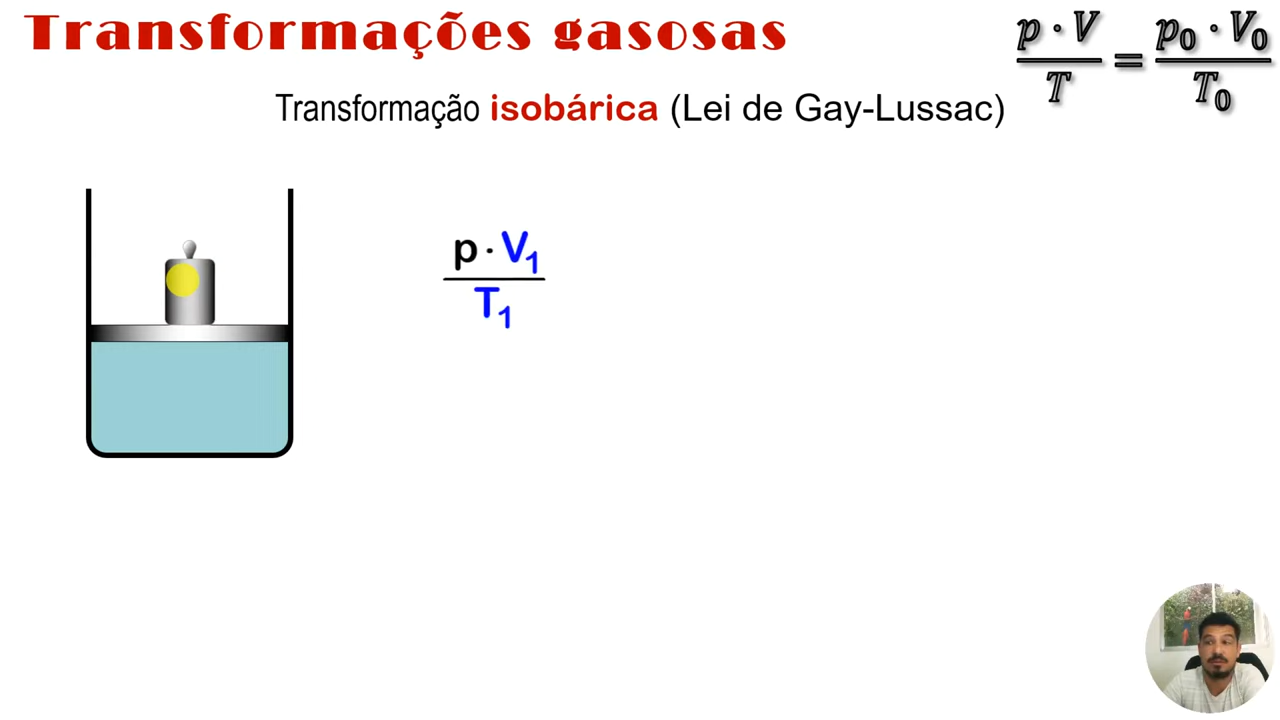 Transformações gasosas
p · V / T = p₀ · V₀ / T₀
Transformação isobárica (Lei de Gay-Lussac)
p · V₁
T₁